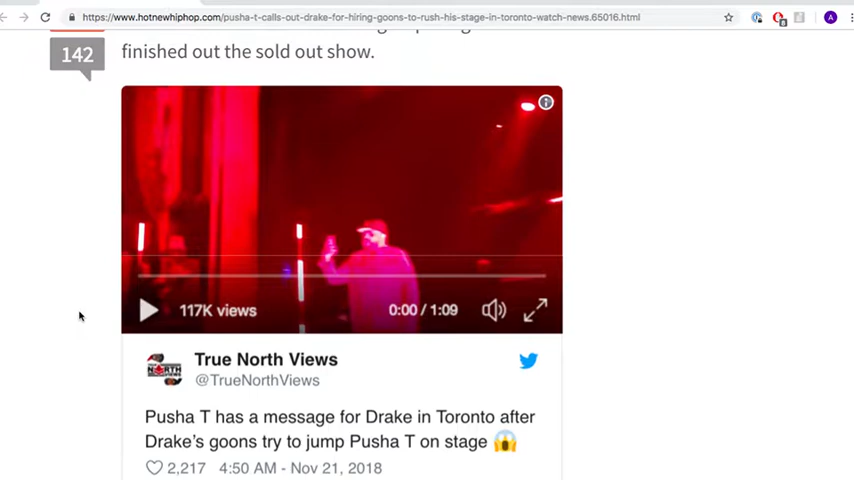 https://www.hotnewhiphop.com/pusha-t-calls-out-drake-for-hiring-goons-to-rush-his-stage-in-toronto-watch-news.65016.html
A
142
finished out the sold out show.
117K views
0:00 / 1:09
True North Views
@TrueNorthViews
Pusha T has a message for Drake in Toronto after
Drake's goons try to jump Pusha T on stage 😱
2,217 4:50 AM - Nov 21, 2018